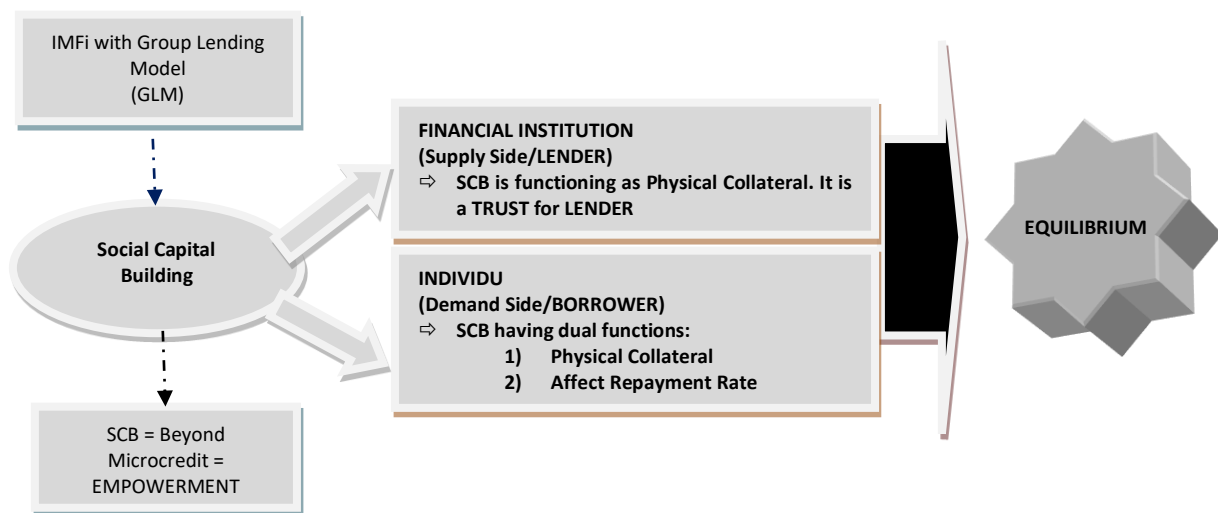 IMFi with Group Lending
Model
(GLM)
Social Capital
Building
SCB = Beyond
Microcredit =
EMPOWERMENT
FINANCIAL INSTITUTION
(Supply Side/LENDER)
⇨ SCB is functioning as Physical Collateral. It is
a TRUST for LENDER
INDIVIDU
(Demand Side/BORROWER)
⇨ SCB having dual functions:
1) Physical Collateral
2) Affect Repayment Rate
EQUILIBRIUM